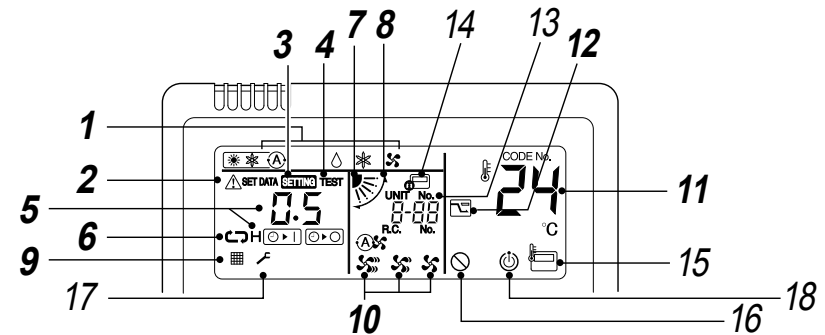 3 4 7 8 14 13 12
1
CODE No.
2 SET DATA SETTING TEST
UNIT No. 24 11
5 0.5 8-88
R.C. No. °C
6 H
A
9 15
17 10 16 18